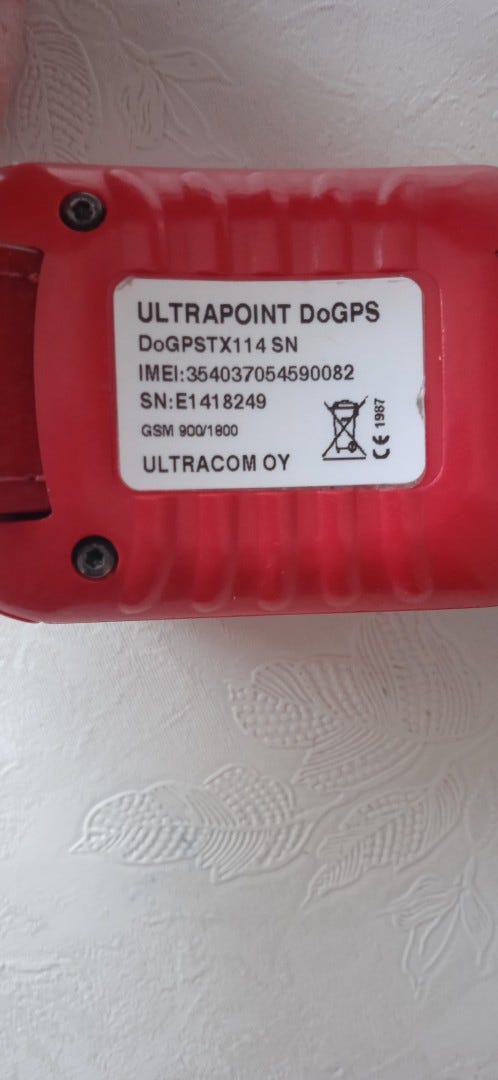 ULTRAPOINT DoGPS
DoGPSTX114 SN
IMEI:354037054590082
SN:E1418249
GSM 900/1800
ULTRACOM OY
CE 1987